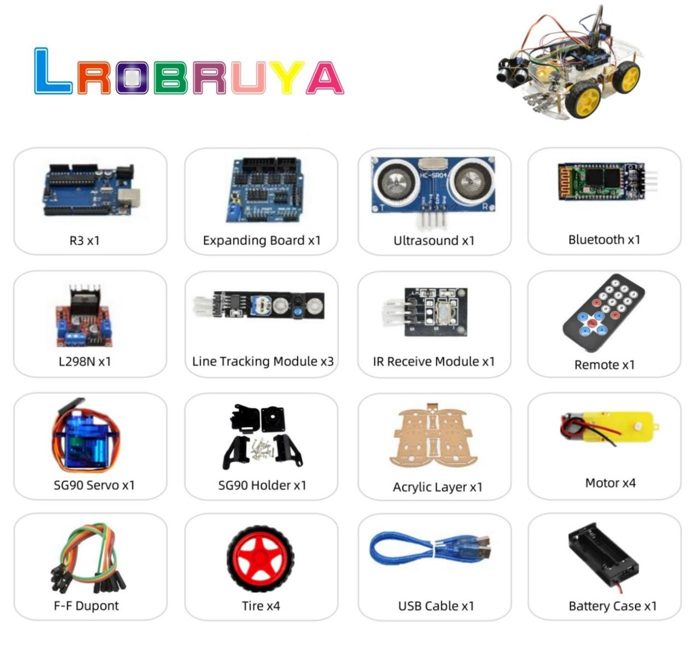 LROBRUYA
R3 x1
Expanding Board x1
HC-SR04
T
R
Ultrasound x1
Bluetooth x1
L298N x1
Line Tracking Module x3
IR Receive Module x1
Remote x1
SG90 Servo x1
SG90 Holder x1
Acrylic Layer x1
Motor x4
F-F Dupont
Tire x4
USB Cable x1
Battery Case x1